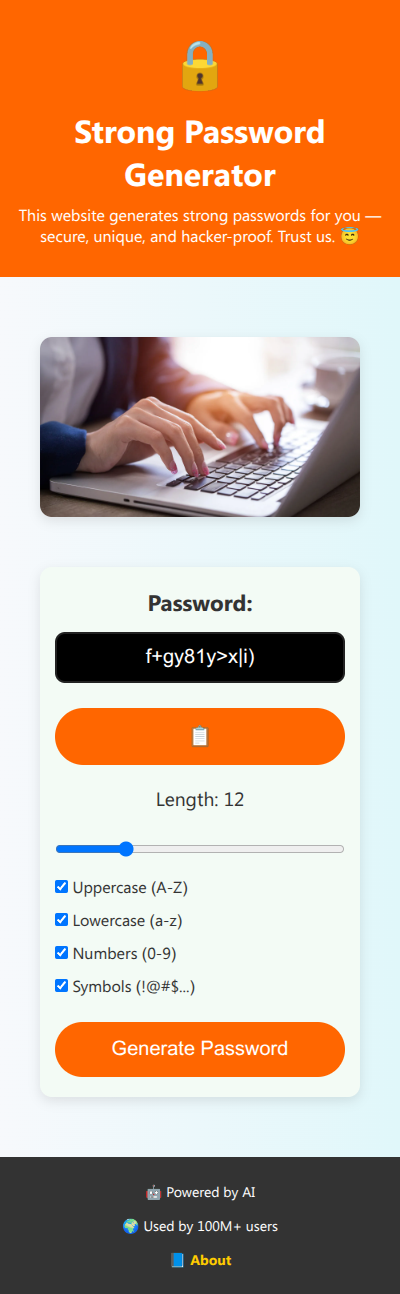 Strong Password
Generator
This website generates strong passwords for you —
secure, unique, and hacker-proof. Trust us. 😇
Password:
f+gy81y>x|i)
Length: 12
Uppercase (A-Z)
Lowercase (a-z)
Numbers (0-9)
Symbols (!@#$...)
Generate Password
🤖 Powered by AI
🌍 Used by 100M+ users
📘 About